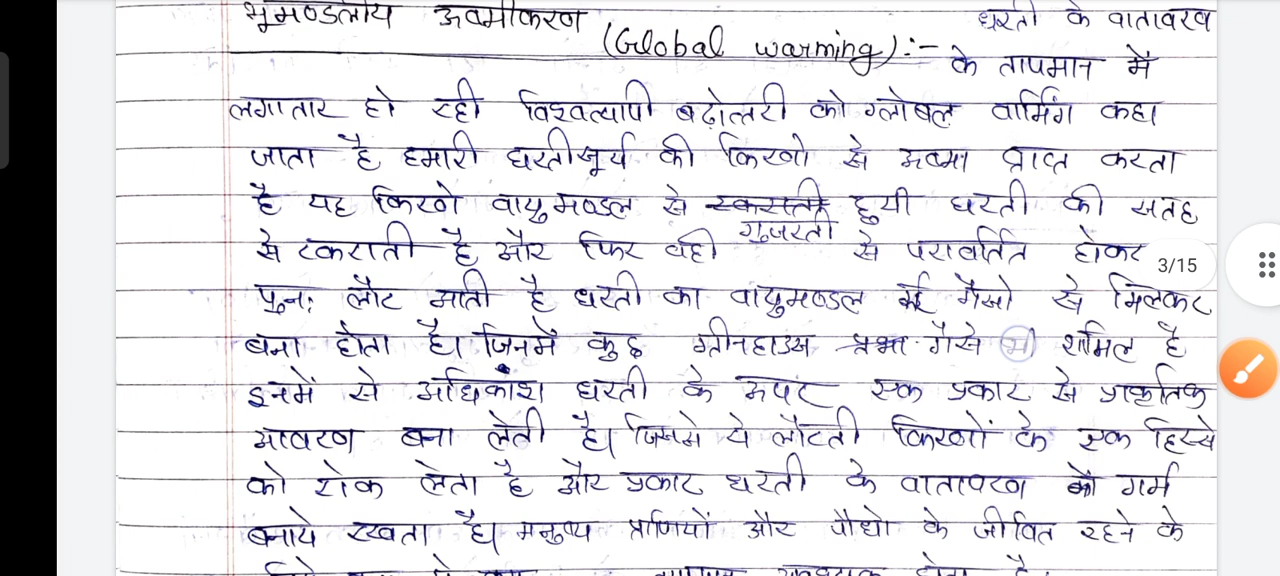 भूमण्डलीय ऊष्मीकरण (Global warming):- धरती के वातावरण
के तापमान में
लगातार हो रही विश्वव्यापी बढ़ोत्तरी को ग्लोबल वार्मिंग कहा
जाता है हमारी धरती सूर्य की किरणो से ऊष्मा प्राप्त करता
है यह किरणे वायुमण्डल से हुयी धरती की सतह
गुजरती
से टकराती है और फिर वही से परावर्तित होकर
3/15
पुनः लौट आती है धरती का वायुमण्डल कई गैसो से मिलकर
बना होता है। जिनमें कुछ ग्रीनहाउस गैसे भी शामिल है
इनमें से अधिकांश धरती के ऊपर एक प्रकार से प्राकृतिक
आवरण बना लेती है। जिससे ये लौटती किरणों के एक हिस्से
को रोक लेता है और प्रकार धरती के वातावरण को गर्म
बनाये रखता है। मनुष्य प्राणियों और पौधो के जीवित रहने के